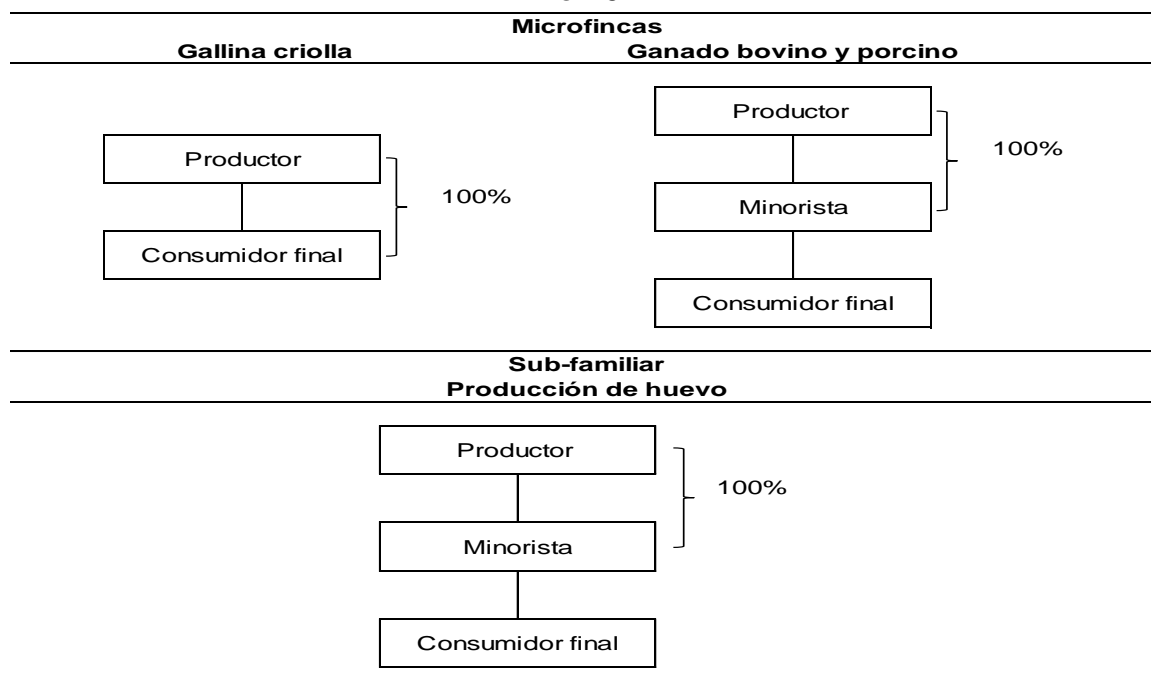 Microfincas
Gallina criolla
Ganado bovino y porcino
Productor
Consumidor final
100%
Productor
Minorista
Consumidor final
100%
Sub-familiar
Producción de huevo
Productor
Minorista
Consumidor final
100%